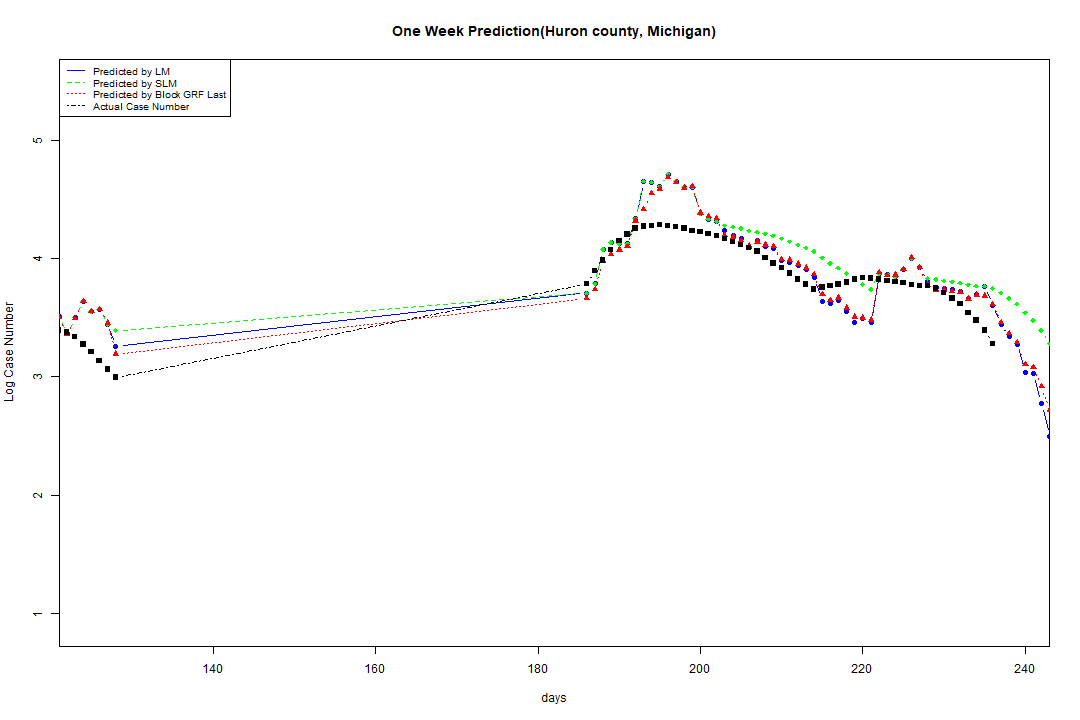 One Week Prediction(Huron county, Michigan)
Predicted by LM
Predicted by SLM
Predicted by Block GRF Last
Actual Case Number
5
4
3
2
1
Log Case Number
140 160 180 200 220 240
days